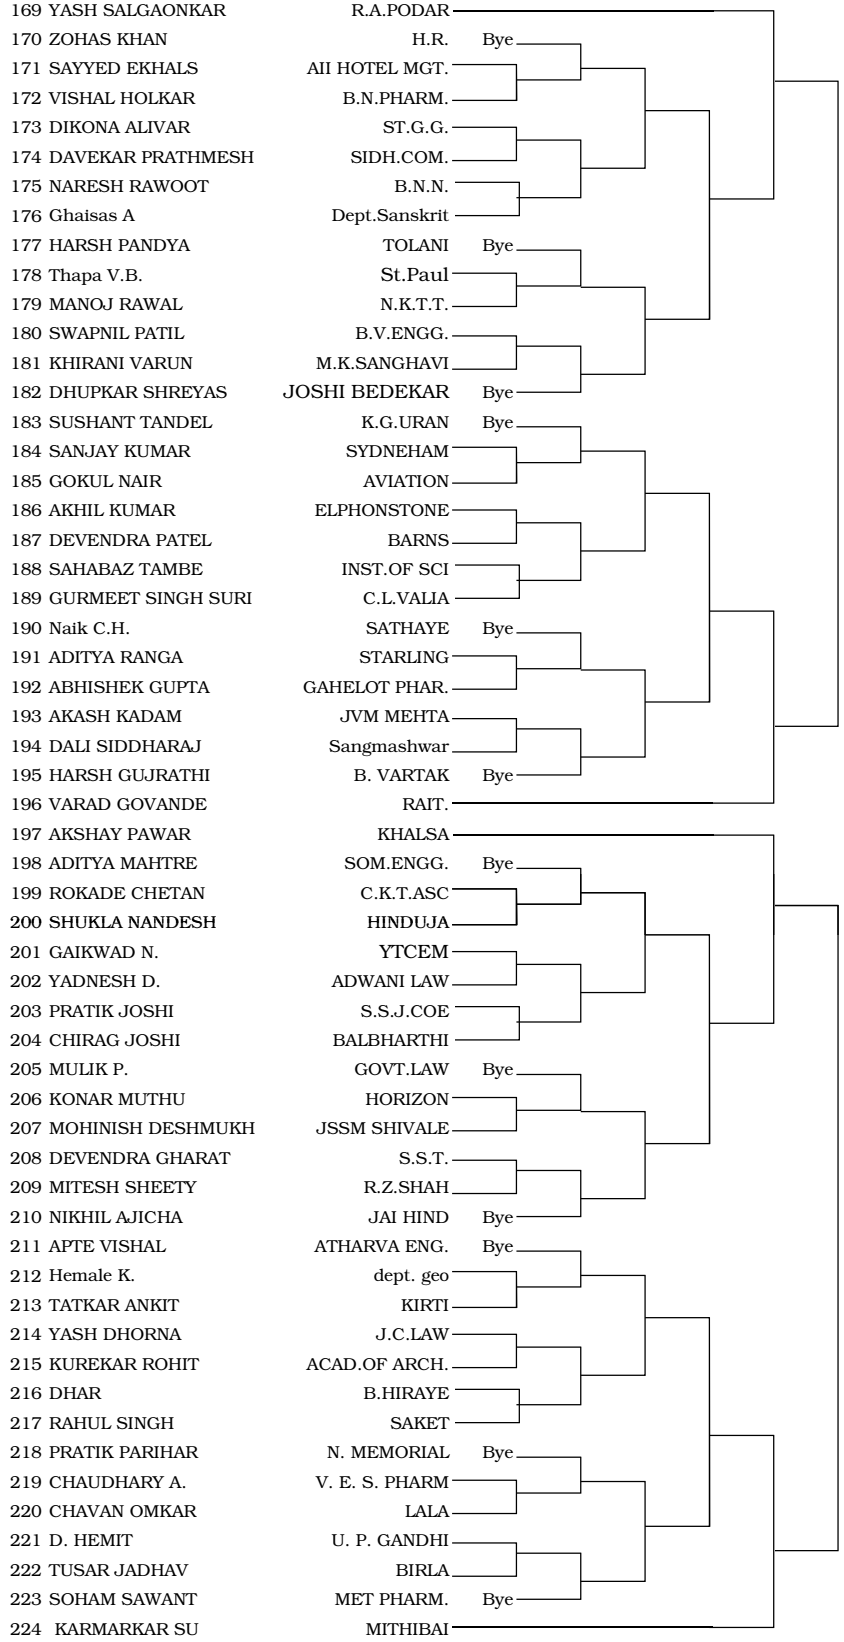 169 YASH SALGAONKAR R.A.PODAR
170 ZOHAS KHAN H.R. Bye
171 SAYYED EKHALS AII HOTEL MGT.
172 VISHAL HOLKAR B.N.PHARM.
173 DIKONA ALIVAR ST.G.G.
174 DAVEKAR PRATHMESH SIDH.COM.
175 NARESH RAWOOT B.N.N.
176 Ghaisas A Dept.Sanskrit
177 HARSH PANDYA TOLANI Bye
178 Thapa V.B. St.Paul
179 MANOJ RAWAL N.K.T.T.
180 SWAPNIL PATIL B.V.ENGG.
181 KHIRANI VARUN M.K.SANGHAVI
182 DHUPKAR SHREYAS JOSHI BEDEKAR Bye
183 SUSHANT TANDEL K.G.URAN Bye
184 SANJAY KUMAR SYDNEHAM
185 GOKUL NAIR AVIATION
186 AKHIL KUMAR ELPHONSTONE
187 DEVENDRA PATEL BARNS
188 SAHABAZ TAMBE INST.OF SCI
189 GURMEET SINGH SURI C.L.VALIA
190 Naik C.H. SATHAYE Bye
191 ADITYA RANGA STARLING
192 ABHISHEK GUPTA GAHELOT PHAR.
193 AKASH KADAM JVM MEHTA
194 DALI SIDDHARAJ Sangmashwar
195 HARSH GUJRATHI B. VARTAK Bye
196 VARAD GOVANDE RAIT.
197 AKSHAY PAWAR KHALSA
198 ADITYA MAHTRE SOM.ENGG. Bye
199 ROKADE CHETAN C.K.T.ASC
200 SHUKLA NANDESH HINDUJA
201 GAIKWAD N. YTCEM
202 YADNESH D. ADWANI LAW
203 PRATIK JOSHI S.S.J.COE
204 CHIRAG JOSHI BALBHARTHI
205 MULIK P. GOVT.LAW Bye
206 KONAR MUTHU HORIZON
207 MOHINISH DESHMUKH JSSM SHIVALE
208 DEVENDRA GHARAT S.S.T.
209 MITESH SHEETY R.Z.SHAH
210 NIKHIL AJICHA JAI HIND Bye
211 APTE VISHAL ATHARVA ENG. Bye
212 Hemale K. dept. geo
213 TATKAR ANKIT KIRTI
214 YASH DHORNA J.C.LAW
215 KUREKAR ROHIT ACAD.OF ARCH.
216 DHAR B.HIRAYE
217 RAHUL SINGH SAKET
218 PRATIK PARIHAR N. MEMORIAL Bye
219 CHAUDHARY A. V. E. S. PHARM
220 CHAVAN OMKAR LALA
221 D. HEMIT U. P. GANDHI
222 TUSAR JADHAV BIRLA
223 SOHAM SAWANT MET PHARM. Bye
224 KARMARKAR SU MITHIBAI